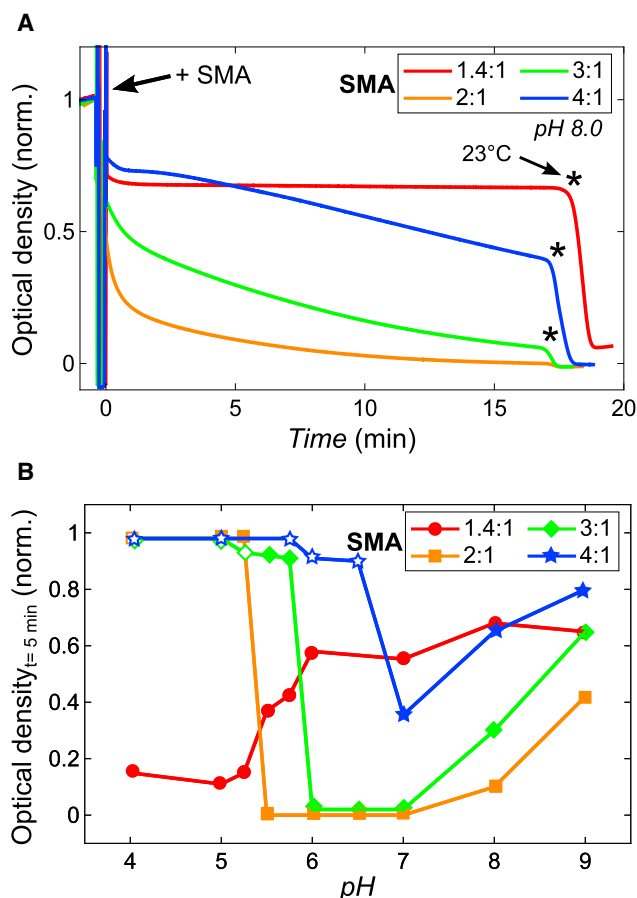 A
+ SMA
SMA
1.4:1
3:1
2:1
4:1
pH 8.0
23°C
*
*
*
1
0.5
0
Optical density (norm.)
0
5
10
15
20
Time (min)
B
SMA
1.4:1
3:1
2:1
4:1
1
0.8
0.6
0.4
0.2
0
Optical density t= 5 min (norm.)
4
5
6
7
8
9
pH